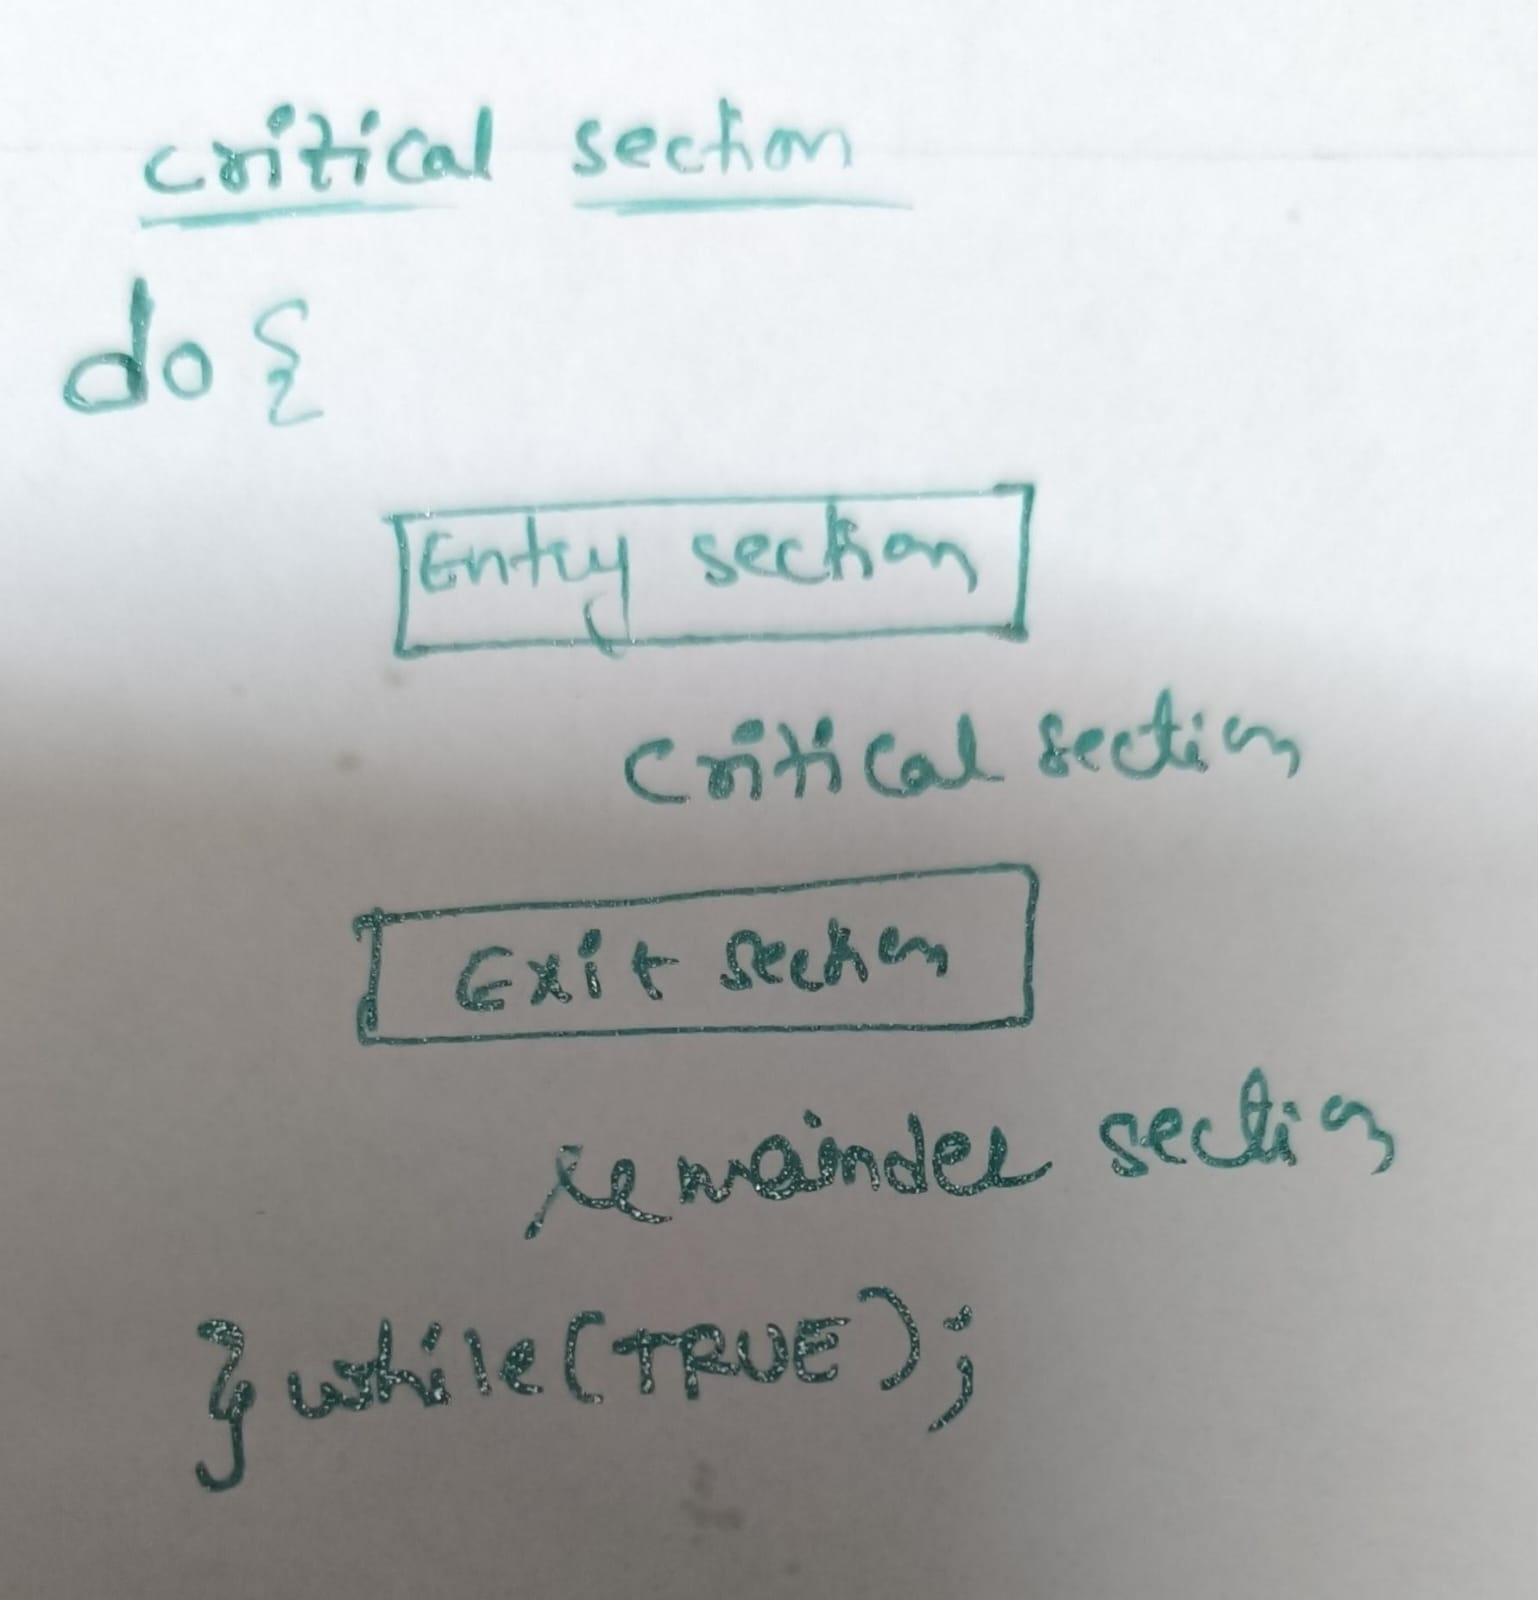 critical section
do {
Entry section
critical section
Exit section
remainder section
} while(TRUE);